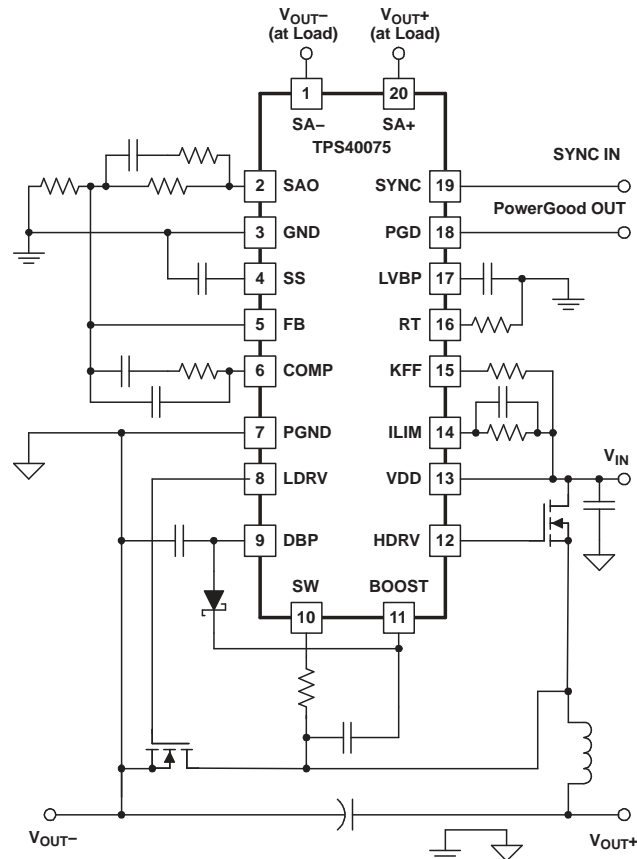 VOUT– VOUT+
(at Load) (at Load)
1 20
SA– SA+
TPS40075
SYNC IN
2 SAO SYNC 19
PowerGood OUT
3 GND PGD 18
4 SS LVBP 17
5 FB RT 16
6 COMP KFF 15
7 PGND ILIM 14
VIN
8 LDRV VDD 13
9 DBP HDRV 12
SW BOOST
10 11
VOUT– VOUT+